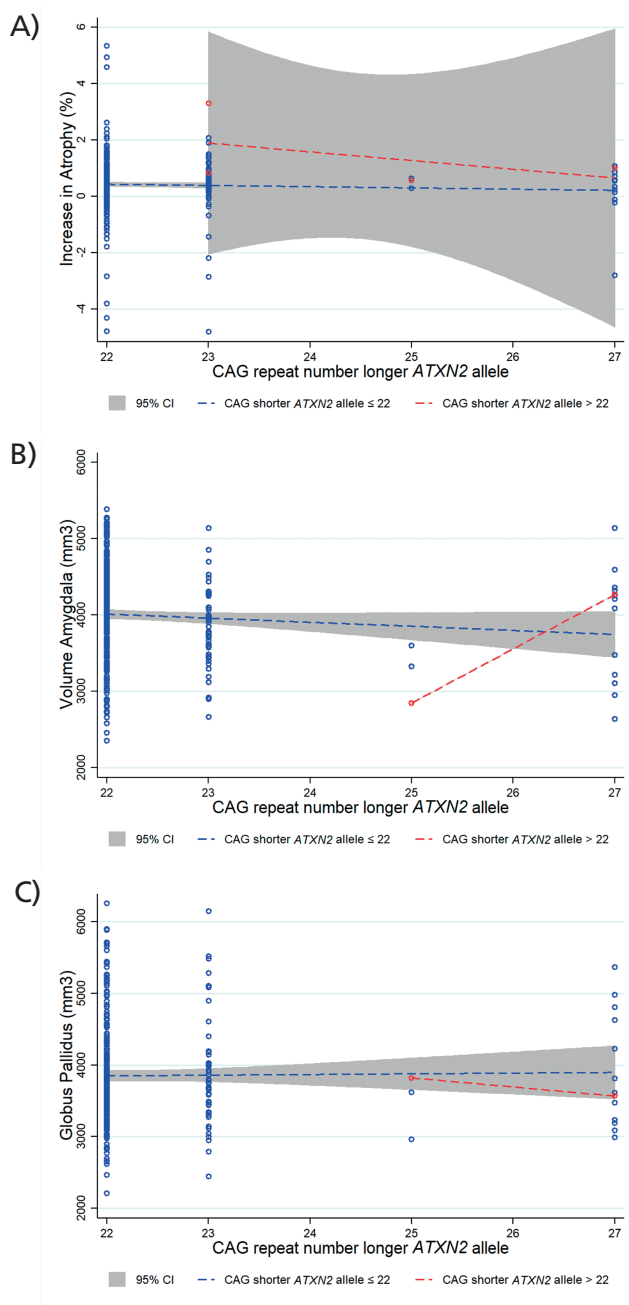 A)
Increase in Atrophy (%)
6
4
2
0
-2
-4
22 23 24 25 26 27
CAG repeat number longer ATXN2 allele
95% CI CAG shorter ATXN2 allele ≤ 22 CAG shorter ATXN2 allele > 22
B)
Volume Amygdala (mm3)
6000
5000
4000
3000
2000
22 23 24 25 26 27
CAG repeat number longer ATXN2 allele
95% CI CAG shorter ATXN2 allele ≤ 22 CAG shorter ATXN2 allele > 22
C)
Globus Pallidus (mm3)
6000
5000
4000
3000
2000
22 23 24 25 26 27
CAG repeat number longer ATXN2 allele
95% CI CAG shorter ATXN2 allele ≤ 22 CAG shorter ATXN2 allele > 22